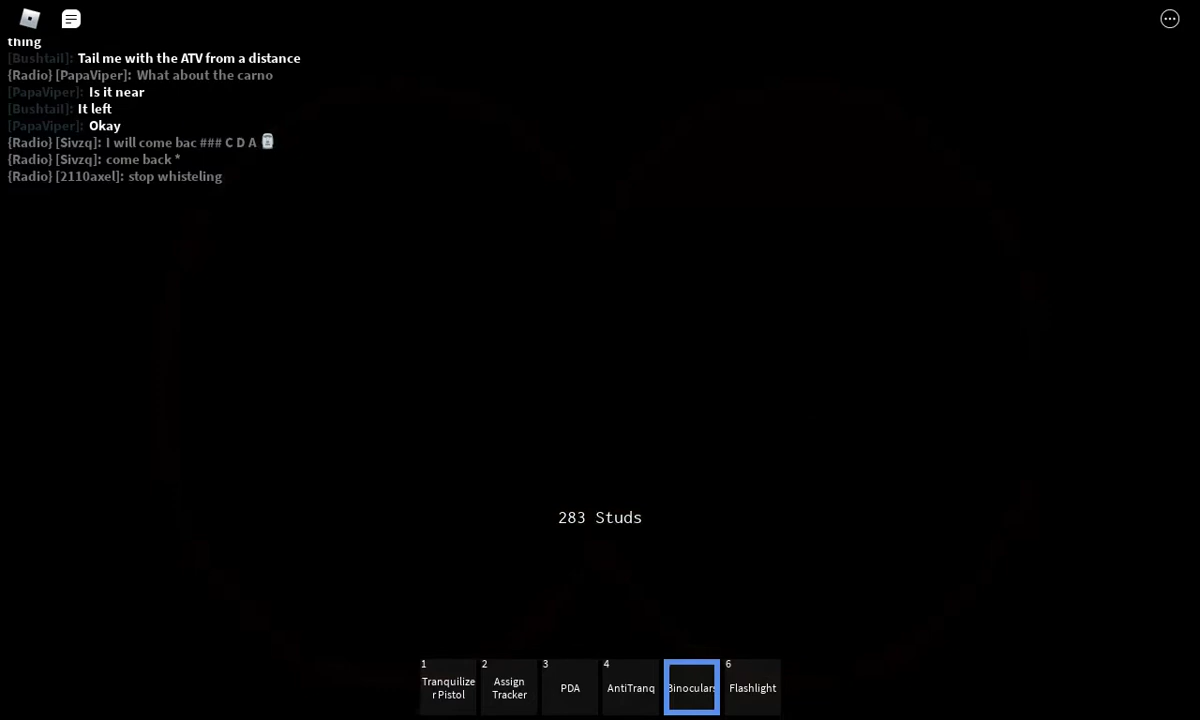 thing
[Bushtail]: Tail me with the ATV from a distance
{Radio} [PapaViper]: What about the carno
[PapaViper]: Is it near
[Bushtail]: It left
[PapaViper]: Okay
{Radio} [Sivzq]: I will come bac ### C D A
{Radio} [Sivzq]: come back *
{Radio} [2110axel]: stop whisteling
283 Studs
1
Tranquilize
r Pistol
2
Assign
Tracker
3
PDA
4
AntiTranq
Binoculars
6
Flashlight